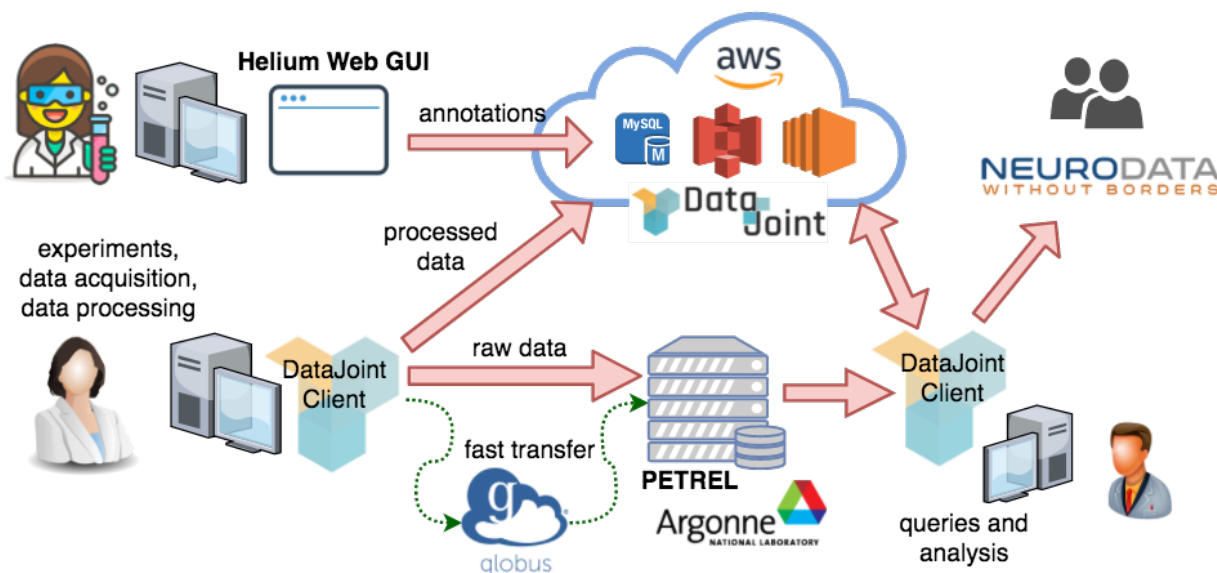 Helium Web GUI
annotations
aws
MySQL
M
DataJoint
NEURODATA
WITHOUT BORDERS
experiments,
data acquisition,
data processing
processed
data
DataJoint
Client
raw data
fast transfer
g
globus
PETREL
Argonne
NATIONAL LABORATORY
DataJoint
Client
queries and
analysis